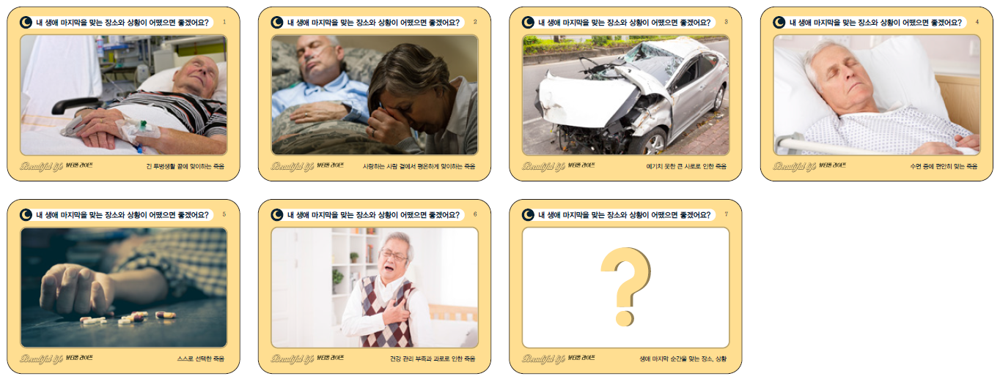 내 생애 마지막을 맞는 장소와 상황이 어땠으면 좋겠어요? 1
Beautiful life 뷰티풀 라이프 긴 투병생활 끝에 맞이하는 죽음
내 생애 마지막을 맞는 장소와 상황이 어땠으면 좋겠어요? 2
Beautiful life 뷰티풀 라이프 사랑하는 사람 곁에서 평온하게 맞이하는 죽음
내 생애 마지막을 맞는 장소와 상황이 어땠으면 좋겠어요? 3
Beautiful life 뷰티풀 라이프 예기치 못한 큰 사로로 인한 죽음
내 생애 마지막을 맞는 장소와 상황이 어땠으면 좋겠어요? 4
Beautiful life 뷰티풀 라이프 수면 중에 편안히 맞는 죽음
내 생애 마지막을 맞는 장소와 상황이 어땠으면 좋겠어요? 5
Beautiful life 뷰티풀 라이프 스스로 선택한 죽음
내 생애 마지막을 맞는 장소와 상황이 어땠으면 좋겠어요? 6
Beautiful life 뷰티풀 라이프 건강 관리 부족과 과로로 인한 죽음
내 생애 마지막을 맞는 장소와 상황이 어땠으면 좋겠어요? 7
?
Beautiful life 뷰티풀 라이프 생애 마지막 순간을 맞는 장소, 상황